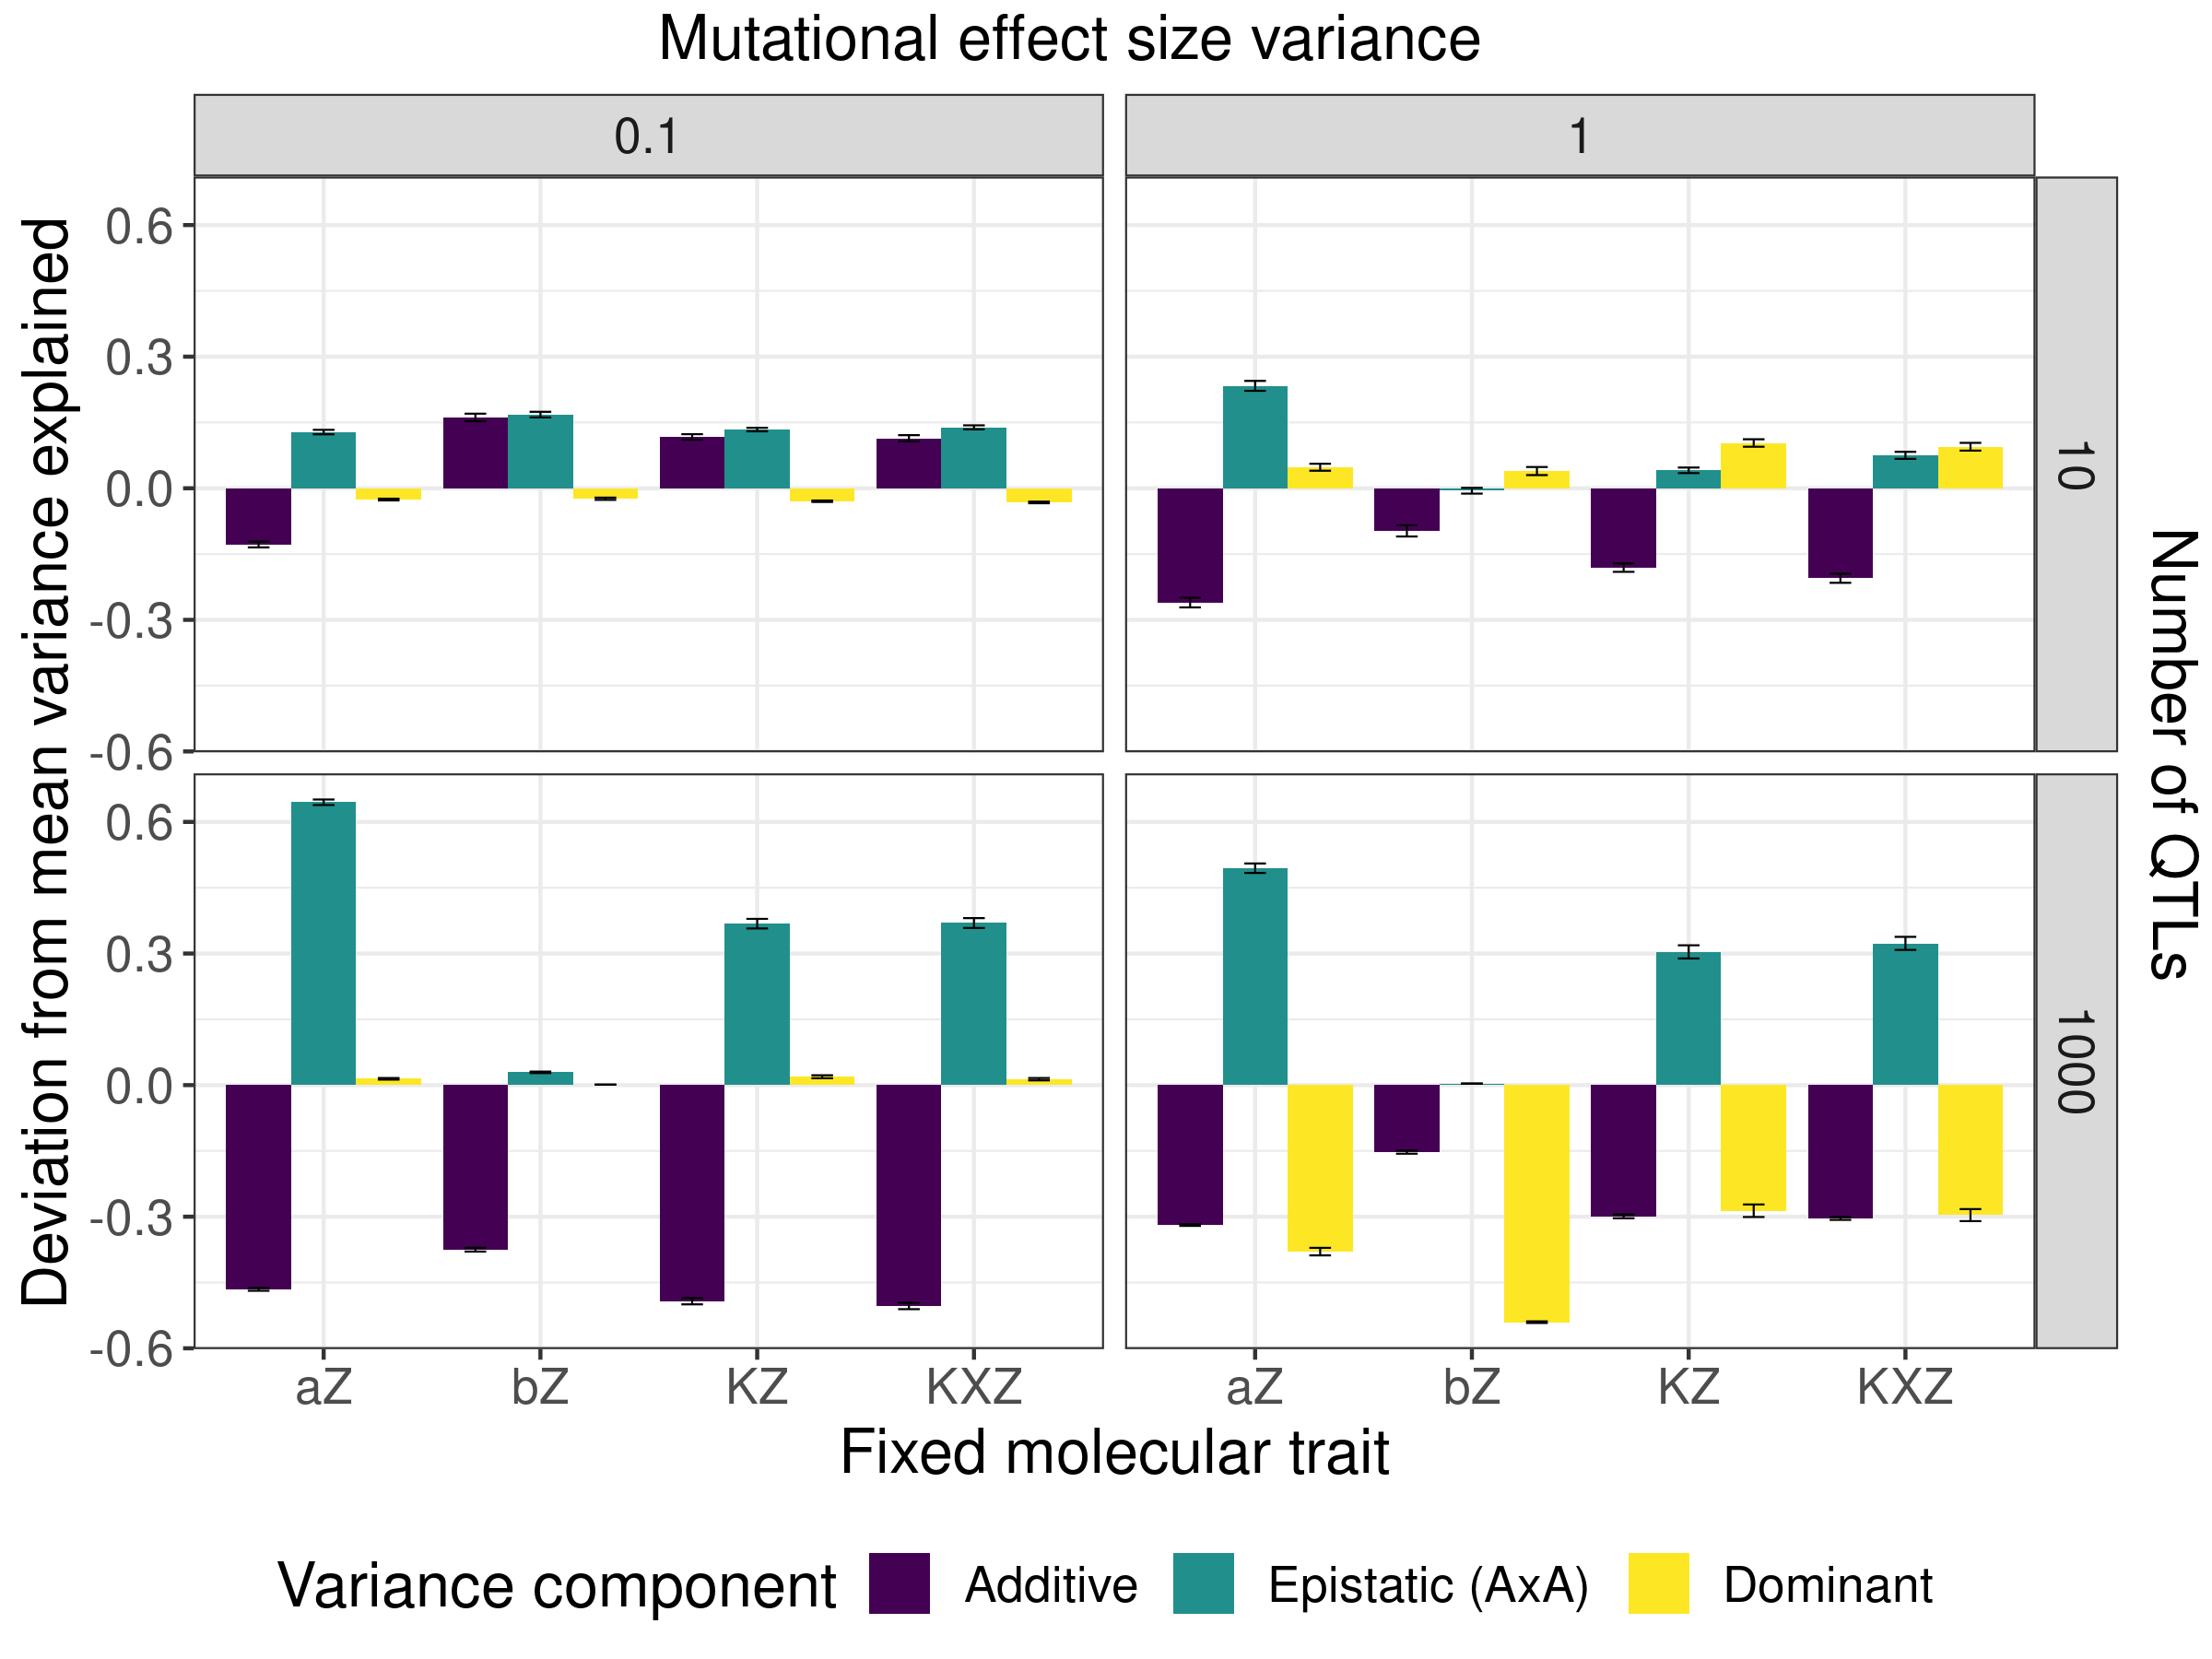 Mutational effect size variance
0.1
1
Deviation from mean variance explained
0.6
0.3
0.0
-0.3
-0.6
10
0.6
0.3
0.0
-0.3
-0.6
1000
Number of QTLs
aZ
bZ
KZ
KXZ
aZ
bZ
KZ
KXZ
Fixed molecular trait
Variance component
Additive
Epistatic (AxA)
Dominant